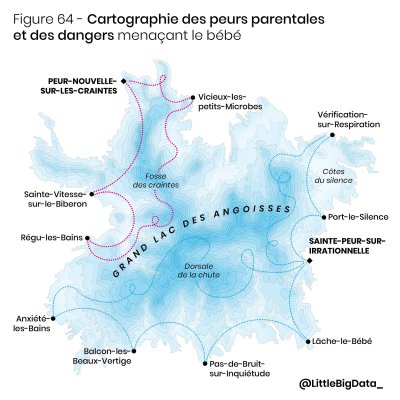 Figure 64 - Cartographie des peurs parentales
et des dangers menaçant le bébé
PEUR-NOUVELLE-
SUR-LES-CRAINTES
Vicieux-les-
petits-Microbes
Vérification-
sur-Respiration
Fosse
des craintes
Côtes
du silence
Sainte-Vitesse-
sur-le-Biberon
GRAND LAC DES ANGOISSES
Port-le-Silence
Régu-les-Bains
SAINTE-PEUR-SUR-
IRRATIONNELLE
Dorsale
de la chute
Anxiété-
les-Bains
Balcon-les-
Beaux-Vertige
Pas-de-Bruit-
sur-Inquiétude
Lâche-le-Bébé
@LittleBigData_